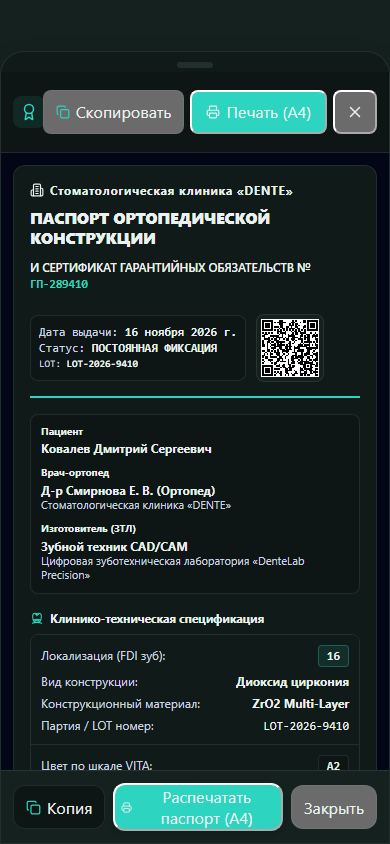 Скопировать
Печать (А4)
Стоматологическая клиника «DENTE»
ПАСПОРТ ОРТОПЕДИЧЕСКОЙ
КОНСТРУКЦИИ
И СЕРТИФИКАТ ГАРАНТИЙНЫХ ОБЯЗАТЕЛЬСТВ №
ГП-289410
Дата выдачи: 16 ноября 2026 г.
Статус: ПОСТОЯННАЯ ФИКСАЦИЯ
LOT: LOT-2026-9410
Пациент
Ковалев Дмитрий Сергеевич
Врач-ортопед
Д-р Смирнова Е. В. (Ортопед)
Стоматологическая клиника «DENTE»
Изготовитель (ЗТЛ)
Зубной техник CAD/CAM
Цифровая зуботехническая лаборатория «DenteLab
Precision»
Клинико-техническая спецификация
Локализация (FDI зуб): 16
Вид конструкции: Диоксид циркония
Конструкционный материал: ZrO2 Multi-Layer
Партия / LOT номер: LOT-2026-9410
Цвет по шкале VITA: A2
Копия
Распечатать
паспорт (А4)
Закрыть